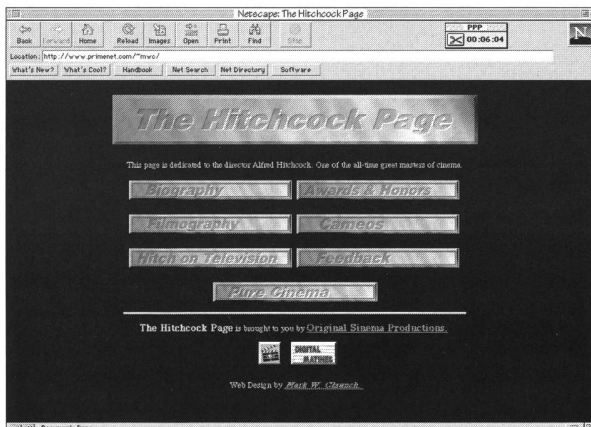 Netscape: The Hitchcock Page
Back Forward Home Reload Images Open Print Find Stop
PPP
00:06:04
N
Location: http://www.primenet.com/~mwc/
What's New? What's Cool? Handbook Net Search Net Directory Software
The Hitchcock Page
This page is dedicated to the director Alfred Hitchcock. One of the all-time great masters of cinema.
Biography Awards & Honors
Filmography Cameos
Hitch on Television Feedback
Pure Cinema
The Hitchcock Page is brought to you by Original Sinema Productions.
DIGITAL
MATINEE
Web Design by Mark W. Claunch.